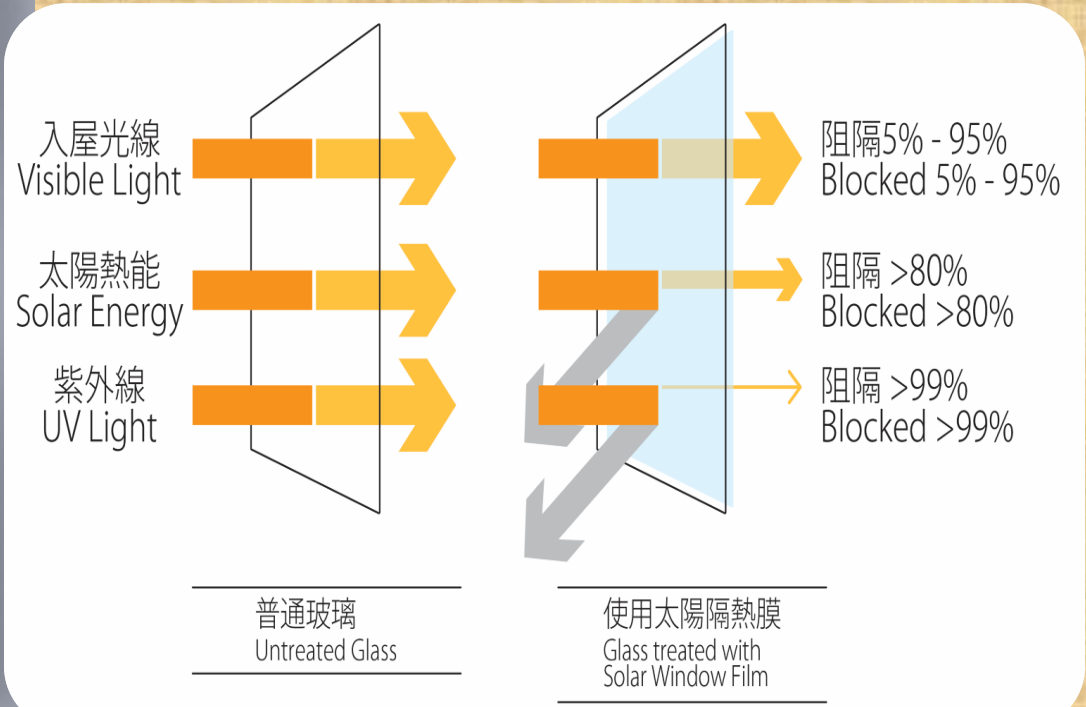 入屋光線
Visible Light
阻隔5% - 95%
Blocked 5% - 95%
太陽熱能
Solar Energy
阻隔 >80%
Blocked >80%
紫外線
UV Light
阻隔 >99%
Blocked >99%
普通玻璃
Untreated Glass
使用太陽隔熱膜
Glass treated with
Solar Window Film